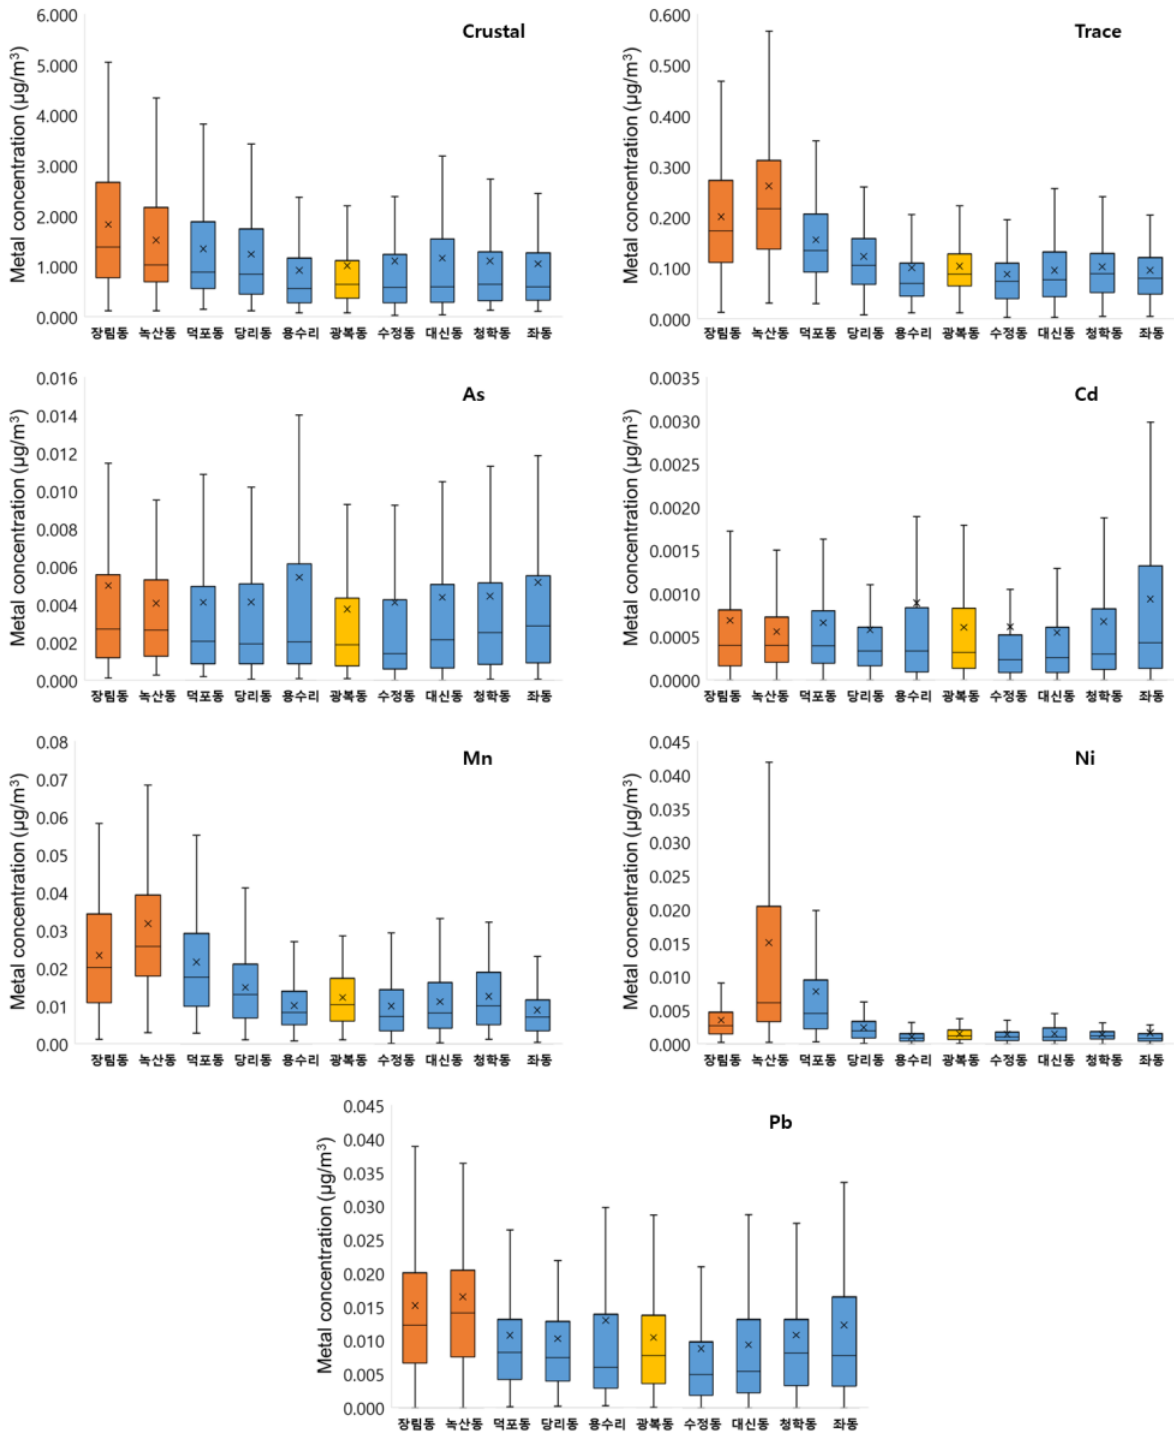 Crustal
Metal concentration (µg/m³)
6.000
5.000
4.000
3.000
2.000
1.000
0.000
장림동 녹산동 덕포동 당리동 용수리 광복동 수정동 대신동 청학동 좌동
Trace
Metal concentration (µg/m³)
0.600
0.500
0.400
0.300
0.200
0.100
0.000
장림동 녹산동 덕포동 당리동 용수리 광복동 수정동 대신동 청학동 좌동
As
Metal concentration (µg/m³)
0.016
0.014
0.012
0.010
0.008
0.006
0.004
0.002
0.000
장림동 녹산동 덕포동 당리동 용수리 광복동 수정동 대신동 청학동 좌동
Cd
Metal concentration (µg/m³)
0.0035
0.0030
0.0025
0.0020
0.0015
0.0010
0.0005
0.0000
장림동 녹산동 덕포동 당리동 용수리 광복동 수정동 대신동 청학동 좌동
Mn
Metal concentration (µg/m³)
0.08
0.07
0.06
0.05
0.04
0.03
0.02
0.01
0.00
장림동 녹산동 덕포동 당리동 용수리 광복동 수정동 대신동 청학동 좌동
Ni
Metal concentration (µg/m³)
0.045
0.040
0.035
0.030
0.025
0.020
0.015
0.010
0.005
0.000
장림동 녹산동 덕포동 당리동 용수리 광복동 수정동 대신동 청학동 좌동
Pb
Metal concentration (µg/m³)
0.045
0.040
0.035
0.030
0.025
0.020
0.015
0.010
0.005
0.000
장림동 녹산동 덕포동 당리동 용수리 광복동 수정동 대신동 청학동 좌동